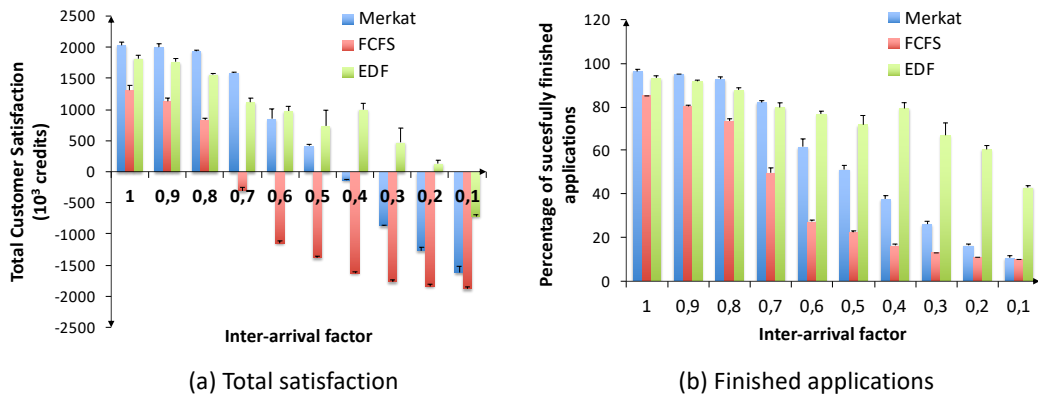 2500
2000
1500
1000
500
0
-500
-1000
-1500
-2000
-2500
Total Customer Satisfaction
(10³ credits)
Merkat
FCFS
EDF
1 0,9 0,8 0,7 0,6 0,5 0,4 0,3 0,2 0,1
Inter-arrival factor
(a) Total satisfaction
120
100
80
60
40
20
0
Percentage of sucesfully finished
applications
Merkat
FCFS
EDF
1 0,9 0,8 0,7 0,6 0,5 0,4 0,3 0,2 0,1
Inter-arrival factor
(b) Finished applications